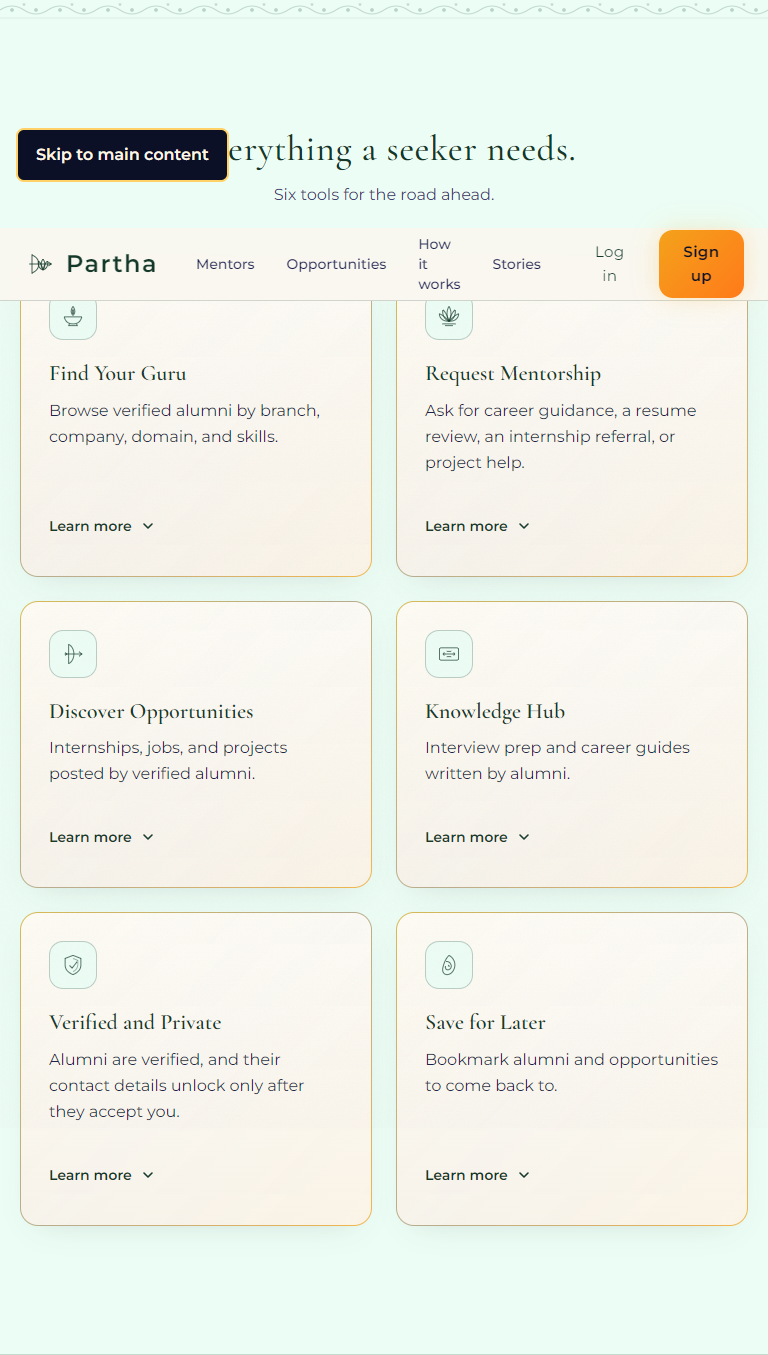 Skip to main content
erything a seeker needs.
Six tools for the road ahead.
Partha
Mentors
Opportunities
How
it
works
Stories
Log
in
Sign
up
Find Your Guru
Browse verified alumni by branch,
company, domain, and skills.
Learn more
Request Mentorship
Ask for career guidance, a resume
review, an internship referral, or
project help.
Learn more
Discover Opportunities
Internships, jobs, and projects
posted by verified alumni.
Learn more
Knowledge Hub
Interview prep and career guides
written by alumni.
Learn more
Verified and Private
Alumni are verified, and their
contact details unlock only after
they accept you.
Learn more
Save for Later
Bookmark alumni and opportunities
to come back to.
Learn more